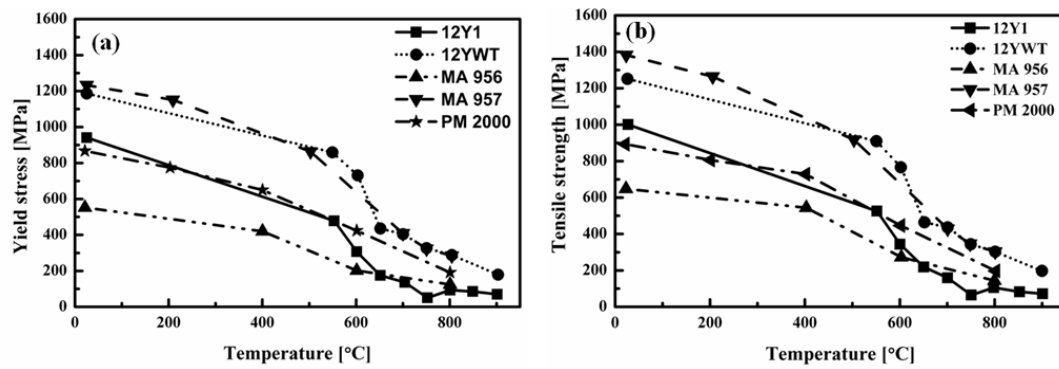 (a)
Yield stress [MPa]
1600
1400
1200
1000
800
600
400
200
0
0 200 400 600 800
Temperature [°C]
12Y1
12YWT
MA 956
MA 957
PM 2000
(b)
Tensile strength [MPa]
1600
1400
1200
1000
800
600
400
200
0
0 200 400 600 800
Temperature [°C]
12Y1
12YWT
MA 956
MA 957
PM 2000